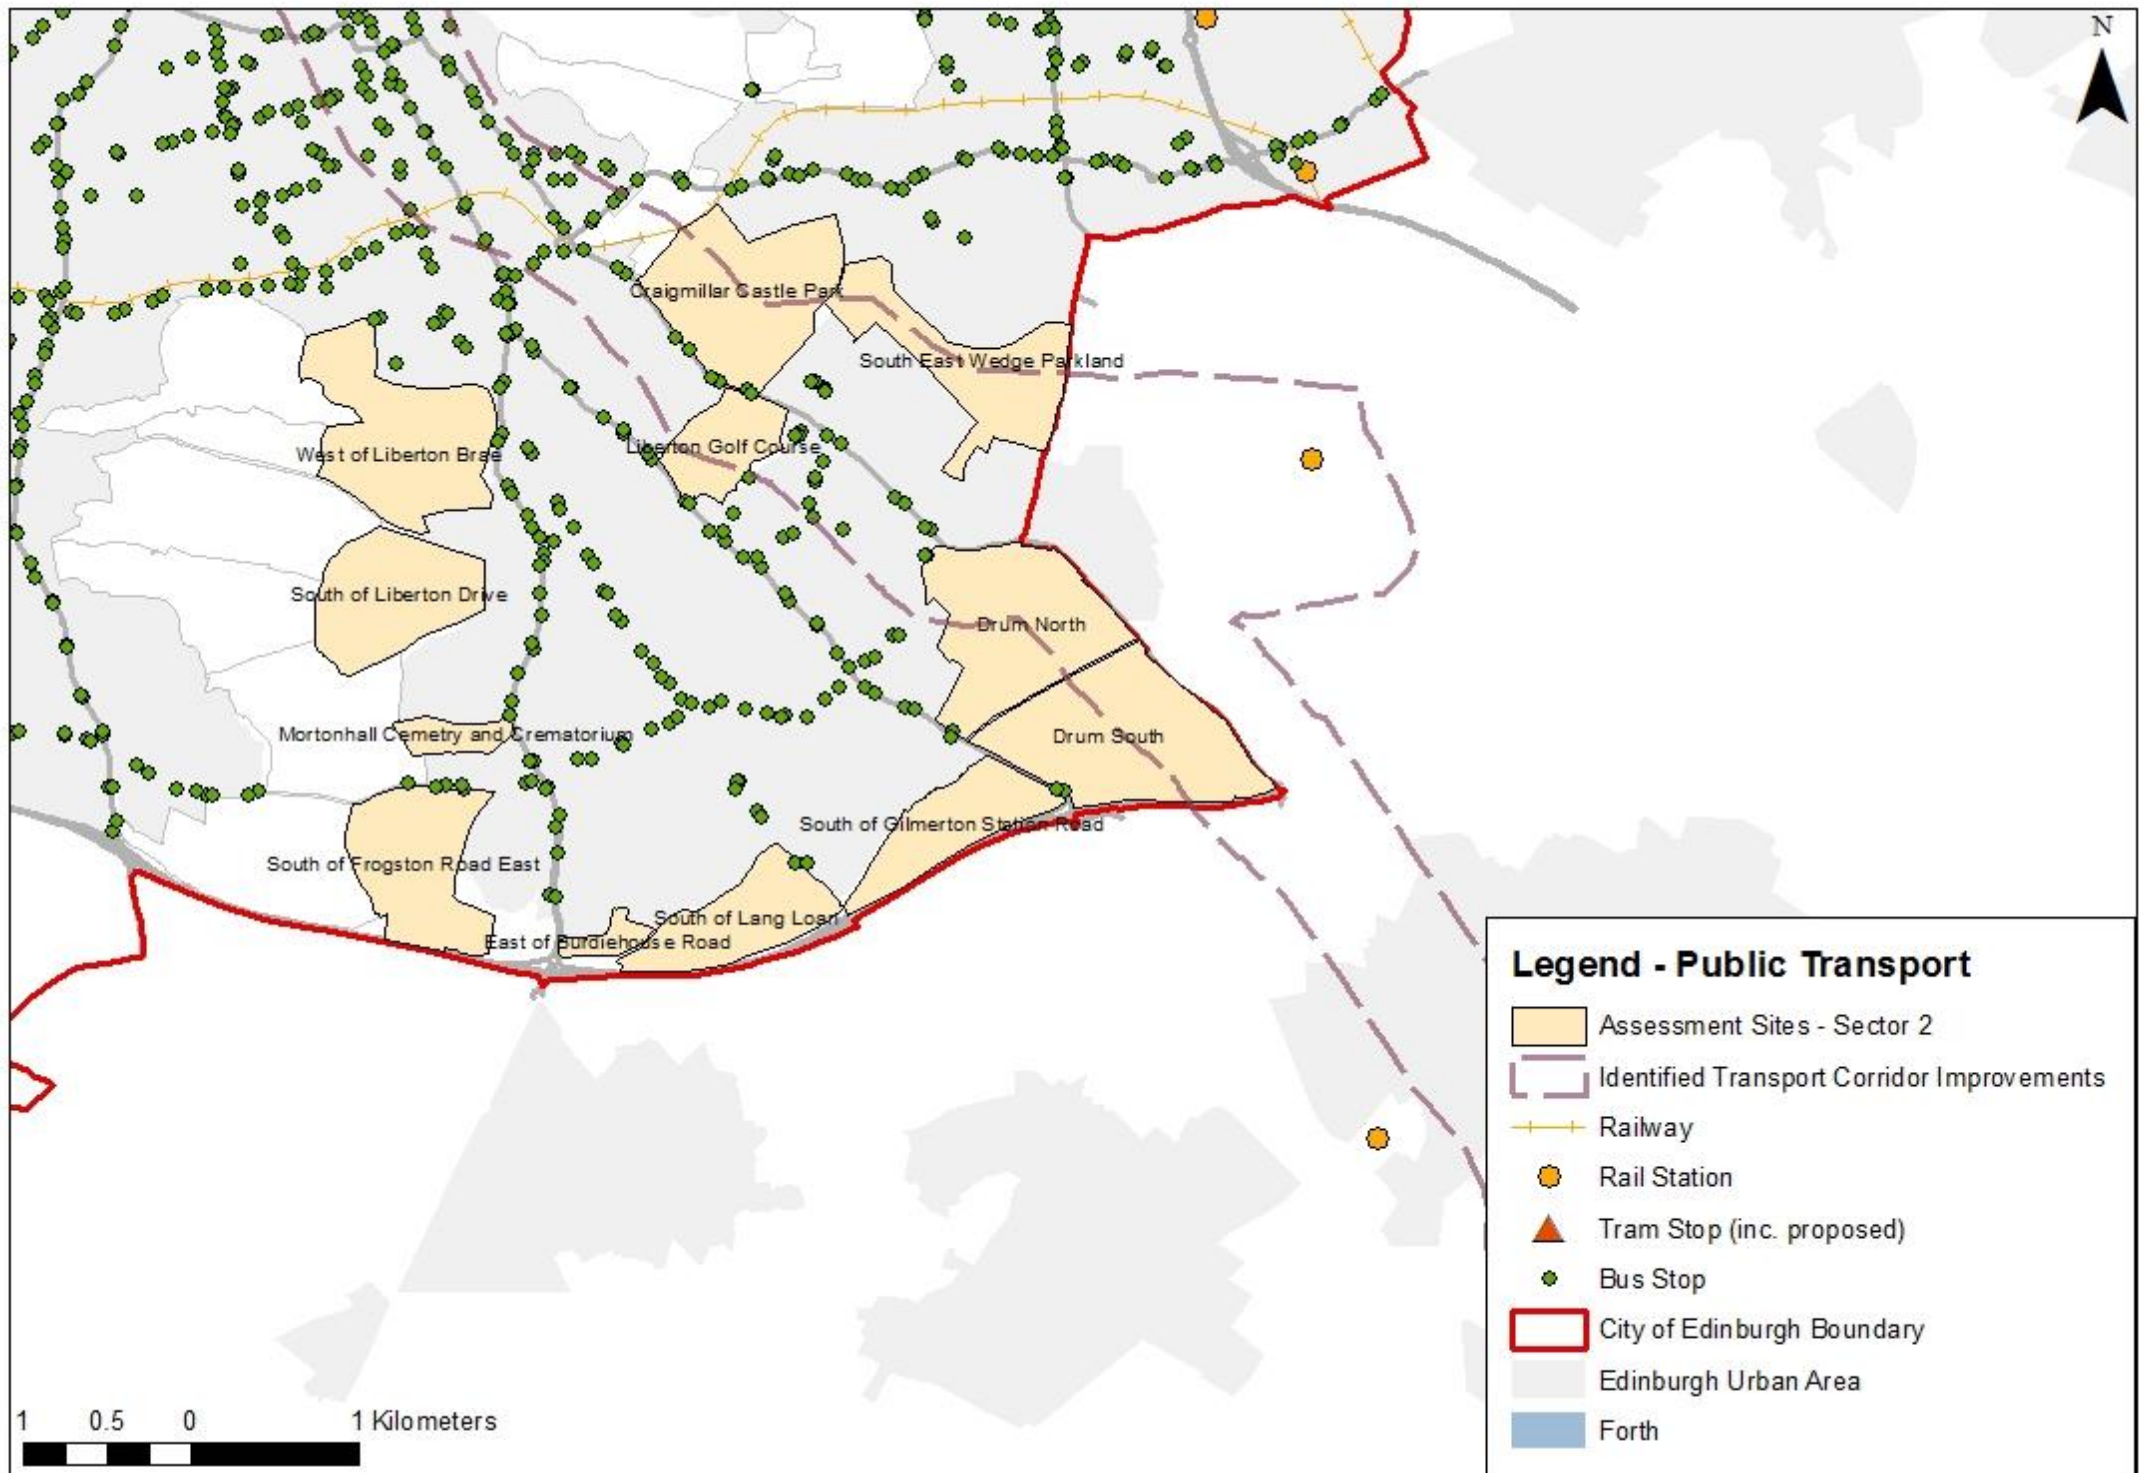 N
Craigmillar Castle Park
South East Wedge Parkland
Liberton Golf Course
West of Liberton Brae
South of Liberton Drive
Drum North
Mortonhall Cemetry and Crematorium
Drum South
South of Gilmerton Station Road
South of Frogston Road East
South of Lang Loan
East of Burdiehouse Road
Legend - Public Transport
Assessment Sites - Sector 2
Identified Transport Corridor Improvements
Railway
Rail Station
Tram Stop (inc. proposed)
Bus Stop
City of Edinburgh Boundary
Edinburgh Urban Area
Forth
1 0.5 0 1 Kilometers